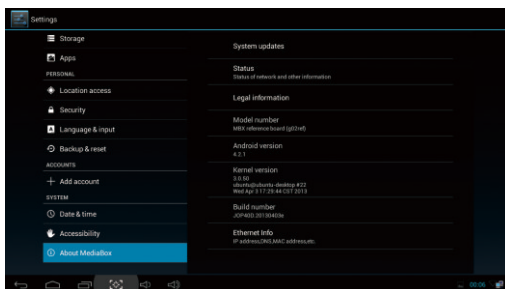 Settings
Storage
Apps
PERSONAL
Location access
Security
Language & input
Backup & reset
ACCOUNTS
Add account
SYSTEM
Date & time
Accessibility
About MediaBox
System updates
Status
Status of network and other information
Legal information
Model number
MBX reference board (g02ref)
Android version
4.2.1
Kernel version
3.0.50
ubuntu@ubuntu-desktop #22
Wed Apr 3 17:29:44 CST 2013
Build number
JOP40D.20130403e
Ethernet Info
IP address,DNS,MAC address,etc.
00:06